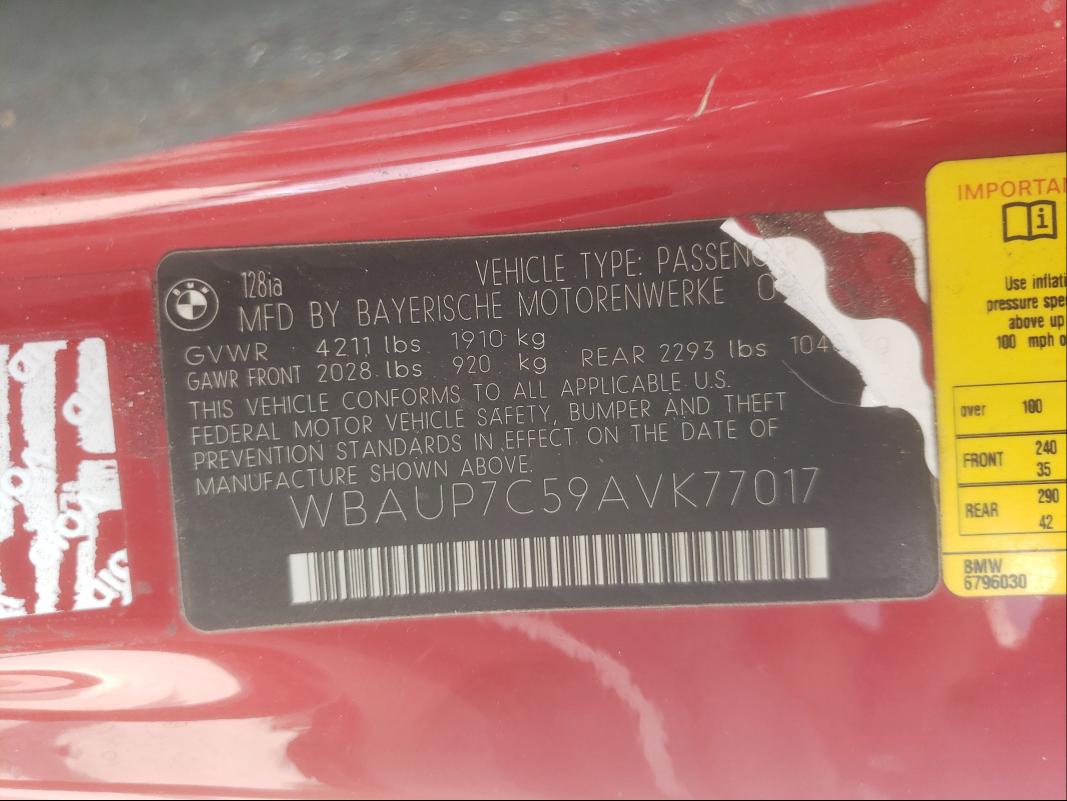 128ia
VEHICLE TYPE: PASSENG
MFD BY BAYERISCHE MOTORENWERKE
GVWR 4211 lbs 1910 kg
GAWR FRONT 2028 lbs 920 kg REAR 2293 lbs
THIS VEHICLE CONFORMS TO ALL APPLICABLE U.S.
FEDERAL MOTOR VEHICLE SAFETY, BUMPER AND THEFT
PREVENTION STANDARDS IN EFFECT ON THE DATE OF
MANUFACTURE SHOWN ABOVE.
WBAUP7C59AVK77017
BMW
IMPORTA
Use inflati
pressure spe
above up
100 mph o
over 100
FRONT 240
35
REAR 290
42
BMW
6796030